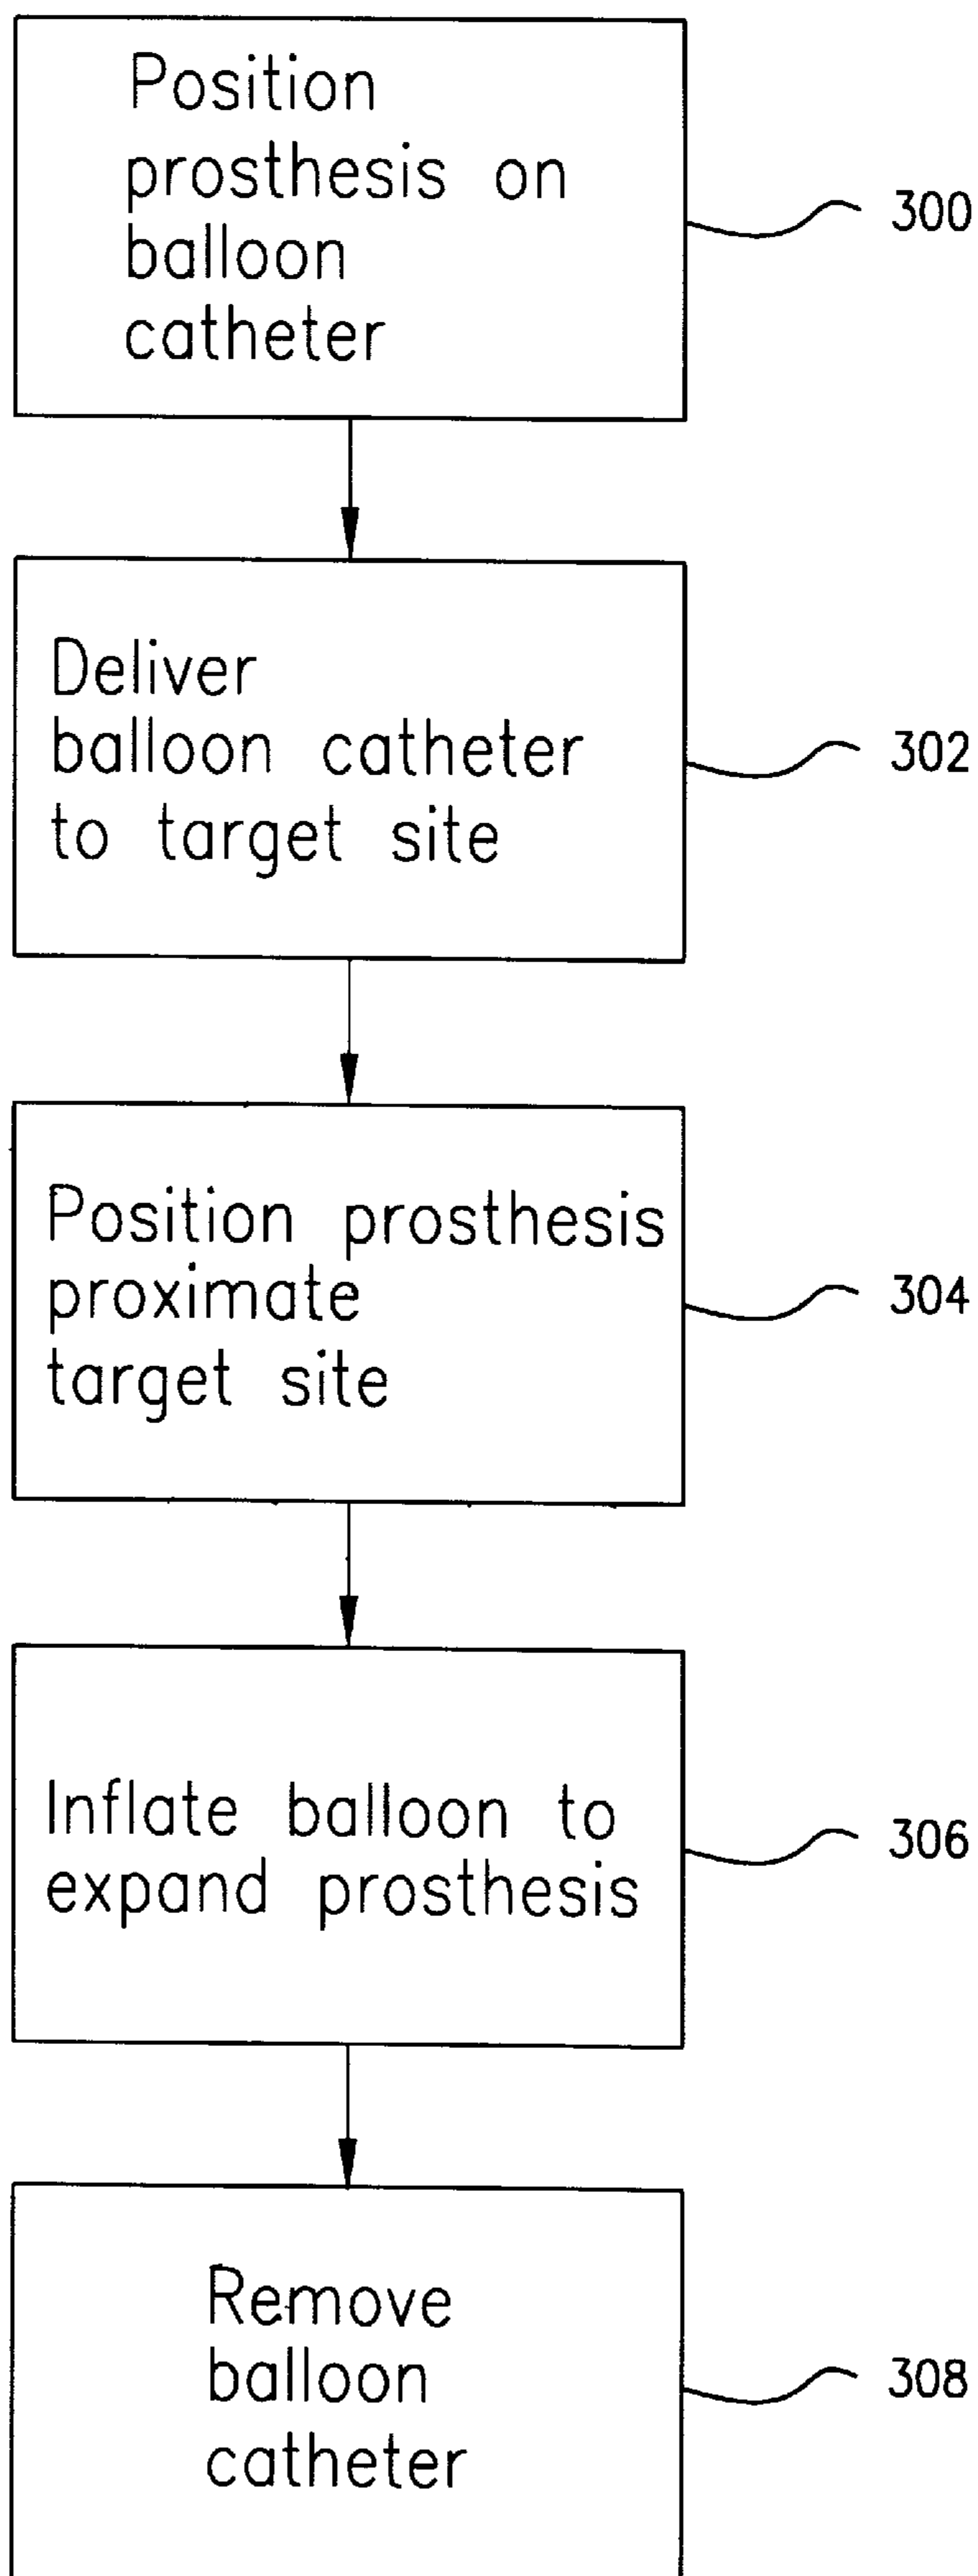 Position
prosthesis on
balloon
catheter
300
Deliver
balloon catheter
to target site
302
Position prosthesis
proximate
target site
304
Inflate balloon to
expand prosthesis
306
Remove
balloon
catheter
308